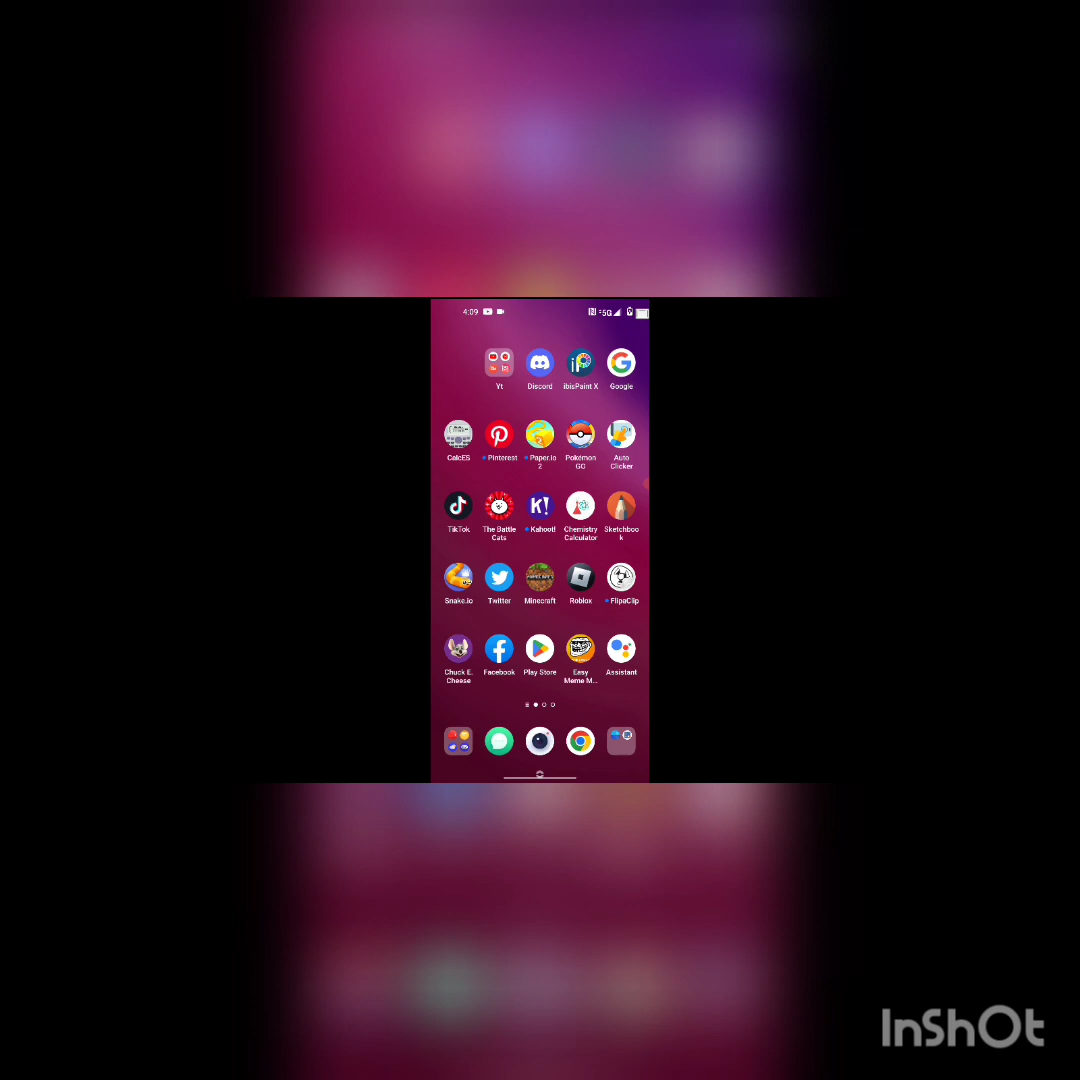 4:09 5G
Yt Discord ibisPaint X Google
CalcES Pinterest Paper.io Pokémon Auto
2 GO Clicker
TikTok The Battle Kahoot! Chemistry Sketchboo
Cats Calculator k
K!
Snake.io Twitter Minecraft Roblox FlipaClip
Chuck E. Facebook Play Store Easy Assistant
Cheese Meme M...
InShOt